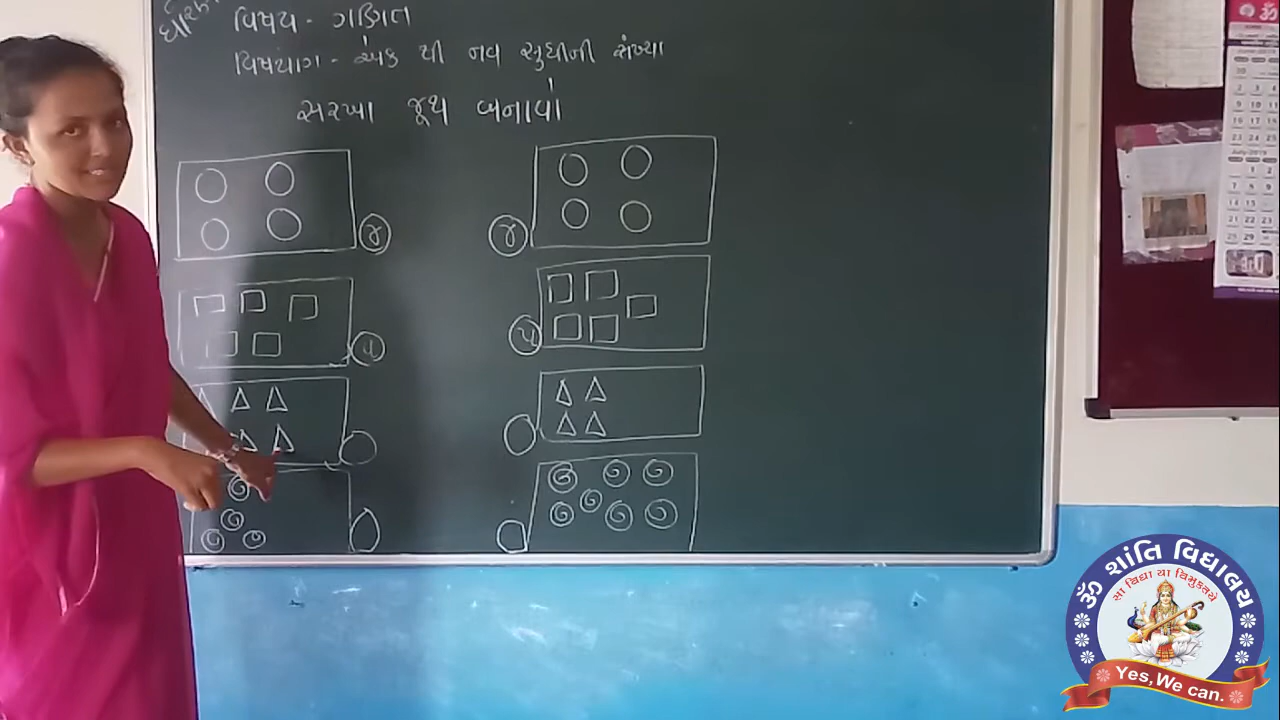 વિષય - ગણિત
વિષયાંગ - એક થી નવ સુધીની સંખ્યા
સરખા જૂથ બનાવો
૪ ૪
૫ ૫
ૐ શાંતિ વિદ્યાલય
સા વિદ્યા યા વિમુક્તયે
Yes, We can.